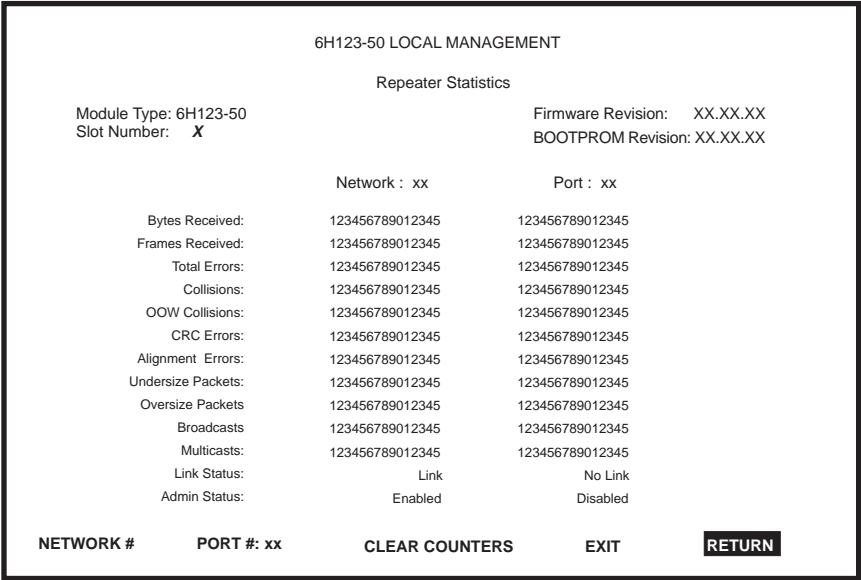 6H123-50 LOCAL MANAGEMENT
Repeater Statistics
Module Type: 6H123-50 Firmware Revision: XX.XX.XX
Slot Number: X BOOTPROM Revision: XX.XX.XX
Network : xx Port : xx
Bytes Received: 123456789012345 123456789012345
Frames Received: 123456789012345 123456789012345
Total Errors: 123456789012345 123456789012345
Collisions: 123456789012345 123456789012345
OOW Collisions: 123456789012345 123456789012345
CRC Errors: 123456789012345 123456789012345
Alignment Errors: 123456789012345 123456789012345
Undersize Packets: 123456789012345 123456789012345
Oversize Packets 123456789012345 123456789012345
Broadcasts 123456789012345 123456789012345
Multicasts: 123456789012345 123456789012345
Link Status: Link No Link
Admin Status: Enabled Disabled
NETWORK # PORT #: xx CLEAR COUNTERS EXIT RETURN